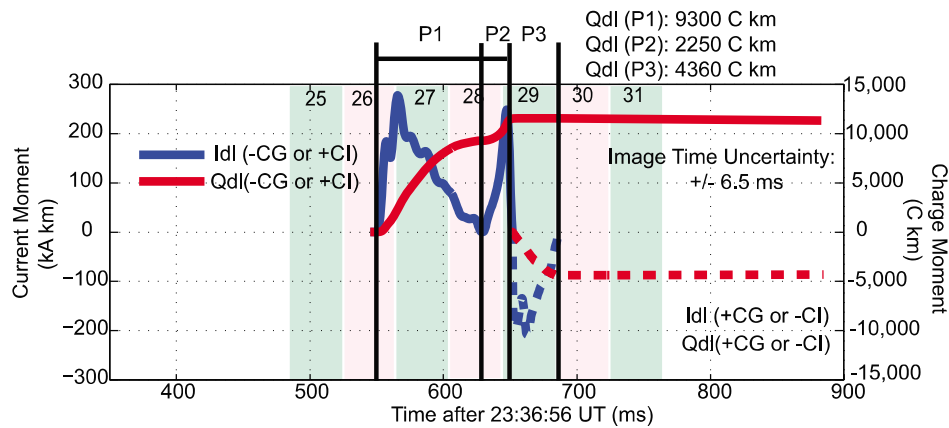 P1 P2 P3
Qdl (P1): 9300 C km
Qdl (P2): 2250 C km
Qdl (P3): 4360 C km
300 15,000
25 26 27 28 29 30 31
200 10,000
Idl (-CG or +CI)
Qdl(-CG or +CI)
Image Time Uncertainty:
+/- 6.5 ms
100 5,000
0 0
−100 -5,000
−200 -10,000
−300 -15,000
Idl (+CG or -CI)
Qdl(+CG or -CI)
Current Moment
(kA km)
Charge Moment
(C km)
350 400 500 600 700 800 900
Time after 23:36:56 UT (ms)